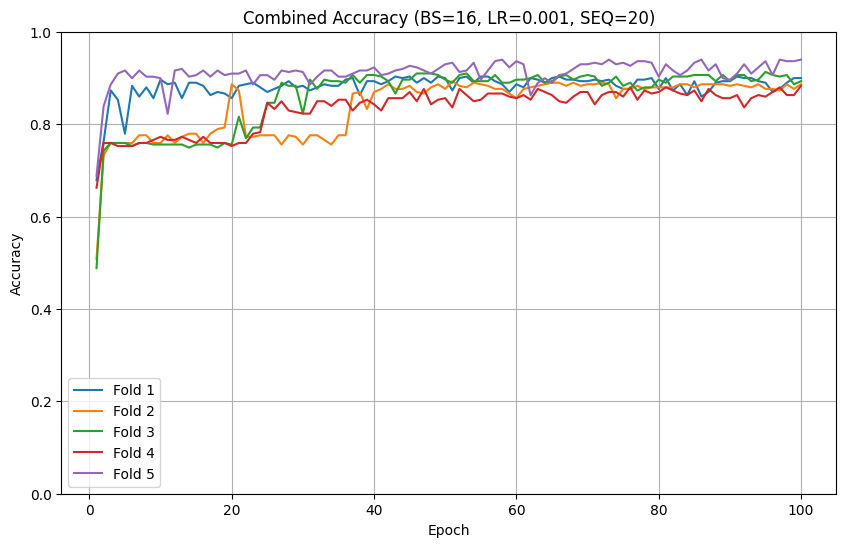 Combined Accuracy (BS=16, LR=0.001, SEQ=20)
1.0
0.8
0.6
0.4
0.2
0.0
Accuracy
Fold 1
Fold 2
Fold 3
Fold 4
Fold 5
0 20 40 60 80 100
Epoch